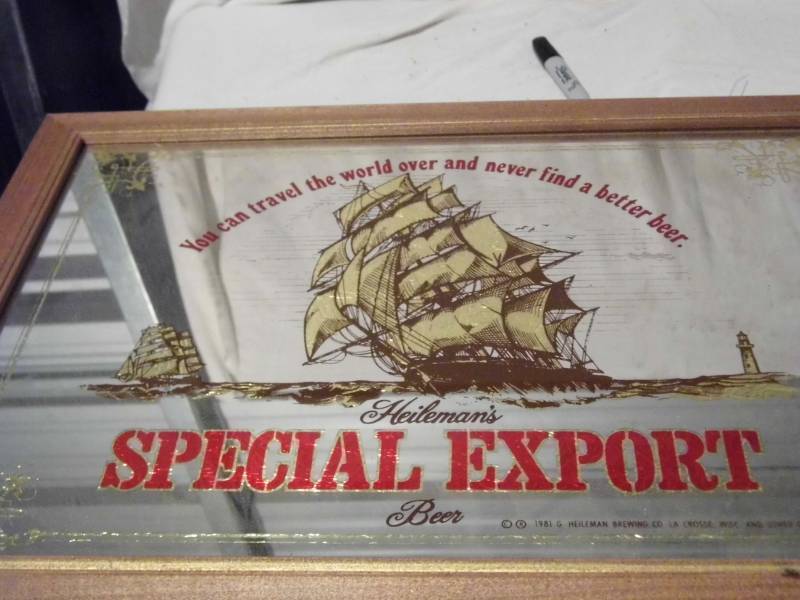 You can travel the world over and never find a better beer.
Heileman's
SPECIAL EXPORT
Beer
© ® 1981 G. HEILEMAN BREWING CO. LA CROSSE, WISC. AND OTHER